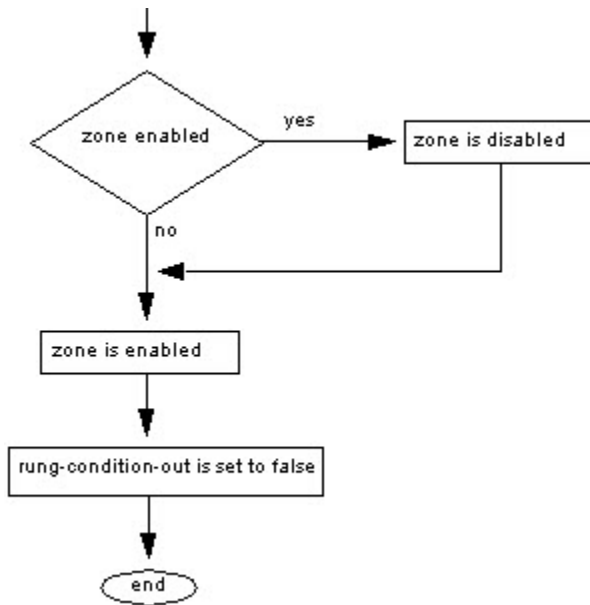 zone enabled
yes
zone is disabled
no
zone is enabled
rung-condition-out is set to false
end